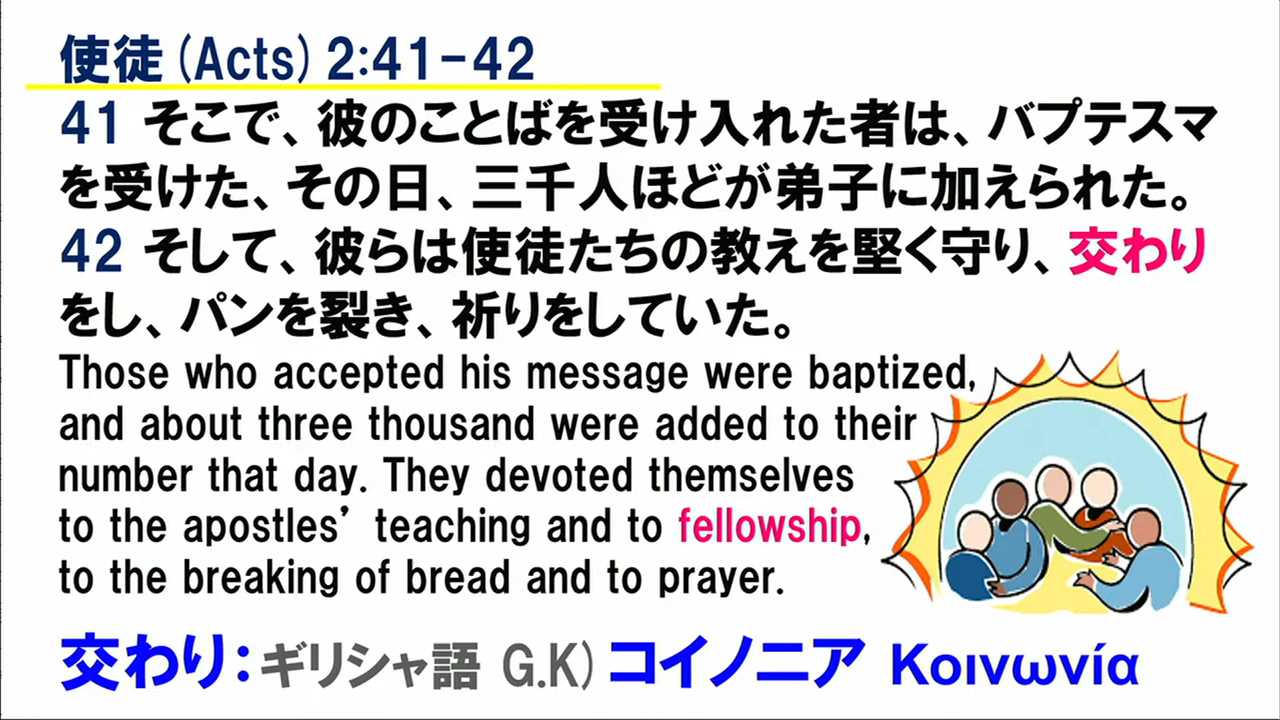 使徒(Acts) 2:41-42
41 そこで、彼のことばを受け入れた者は、バプテスマ
を受けた、その日、三千人ほどが弟子に加えられた。
42 そして、彼らは使徒たちの教えを堅く守り、交わり
をし、パンを裂き、祈りをしていた。
Those who accepted his message were baptized,
and about three thousand were added to their
number that day. They devoted themselves
to the apostles’ teaching and to fellowship,
to the breaking of bread and to prayer.
交わり：ギリシャ語 G.K) コイノニア Κοινωνία